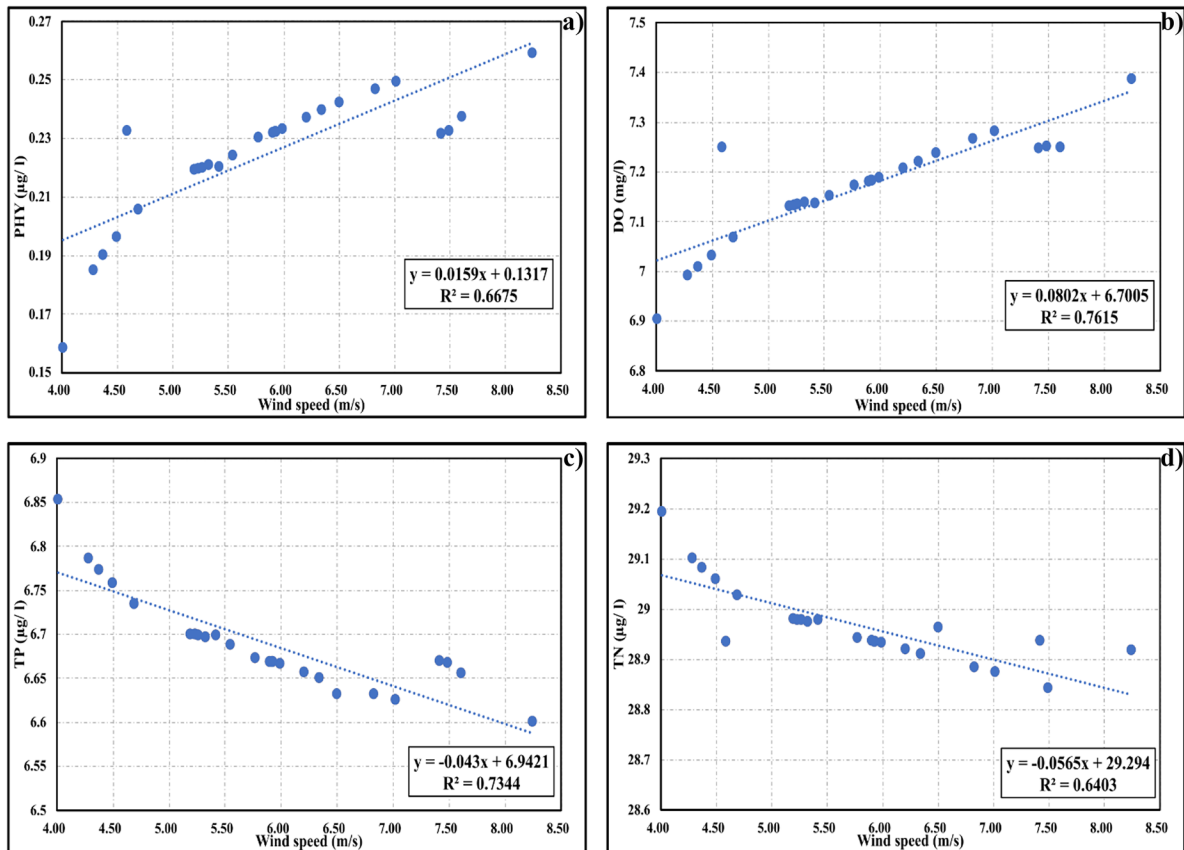 a)
0.27
0.25
0.23
0.21
0.19
0.17
0.15
PHY (µg/ l)
y = 0.0159x + 0.1317
R² = 0.6675
4.00 4.50 5.00 5.50 6.00 6.50 7.00 7.50 8.00 8.50
Wind speed (m/s)
b)
7.5
7.4
7.3
7.2
7.1
7
6.9
6.8
DO (mg/l)
y = 0.0802x + 6.7005
R² = 0.7615
4.00 4.50 5.00 5.50 6.00 6.50 7.00 7.50 8.00 8.50
Wind speed (m/s)
c)
6.9
6.85
6.8
6.75
6.7
6.65
6.6
6.55
6.5
TP (µg/ l)
y = -0.043x + 6.9421
R² = 0.7344
4.00 4.50 5.00 5.50 6.00 6.50 7.00 7.50 8.00 8.50
Wind speed (m/s)
d)
29.3
29.2
29.1
29
28.9
28.8
28.7
28.6
TN (µg/ l)
y = -0.0565x + 29.294
R² = 0.6403
4.00 4.50 5.00 5.50 6.00 6.50 7.00 7.50 8.00 8.50
Wind speed (m/s)